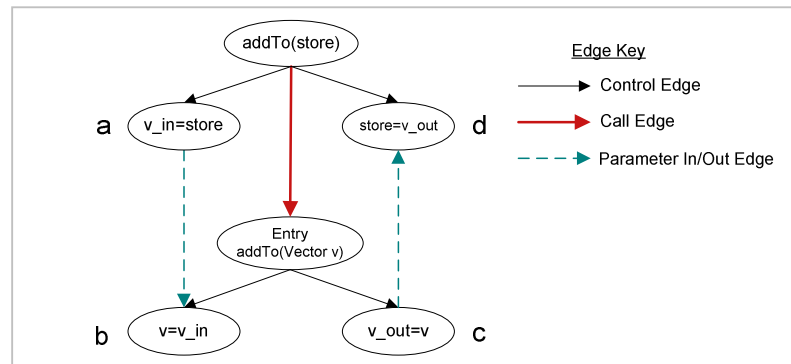 addTo(store)
Edge Key
Control Edge
a
v_in=store
store=v_out
d
Call Edge
Parameter In/Out Edge
Entry
addTo(Vector v)
b
v=v_in
v_out=v
c